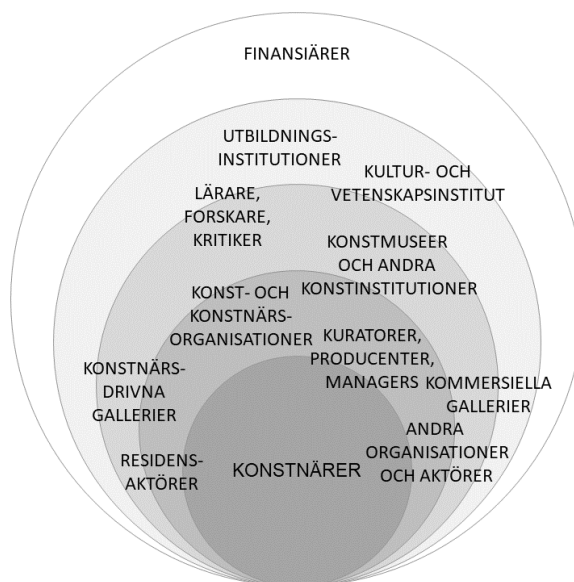 FINANSIÄRER
UTBILDNINGS-
INSTITUTIONER
KULTUR- OCH
VETENSKAPSINSTITUT
LÄRARE,
FORSKARE,
KRITIKER
KONSTMUSEER
OCH ANDRA
KONSTINSTITUTIONER
KONST- OCH
KONSTNÄRS-
ORGANISATIONER
KURATORER,
PRODUCENTER,
MANAGERS
KONSTNÄRS-
DRIVNA
GALLERIER
KOMMERSIELLA
GALLERIER
ANDRA
ORGANISATIONER
OCH AKTÖRER
RESIDENS-
AKTÖRER
KONSTNÄRER